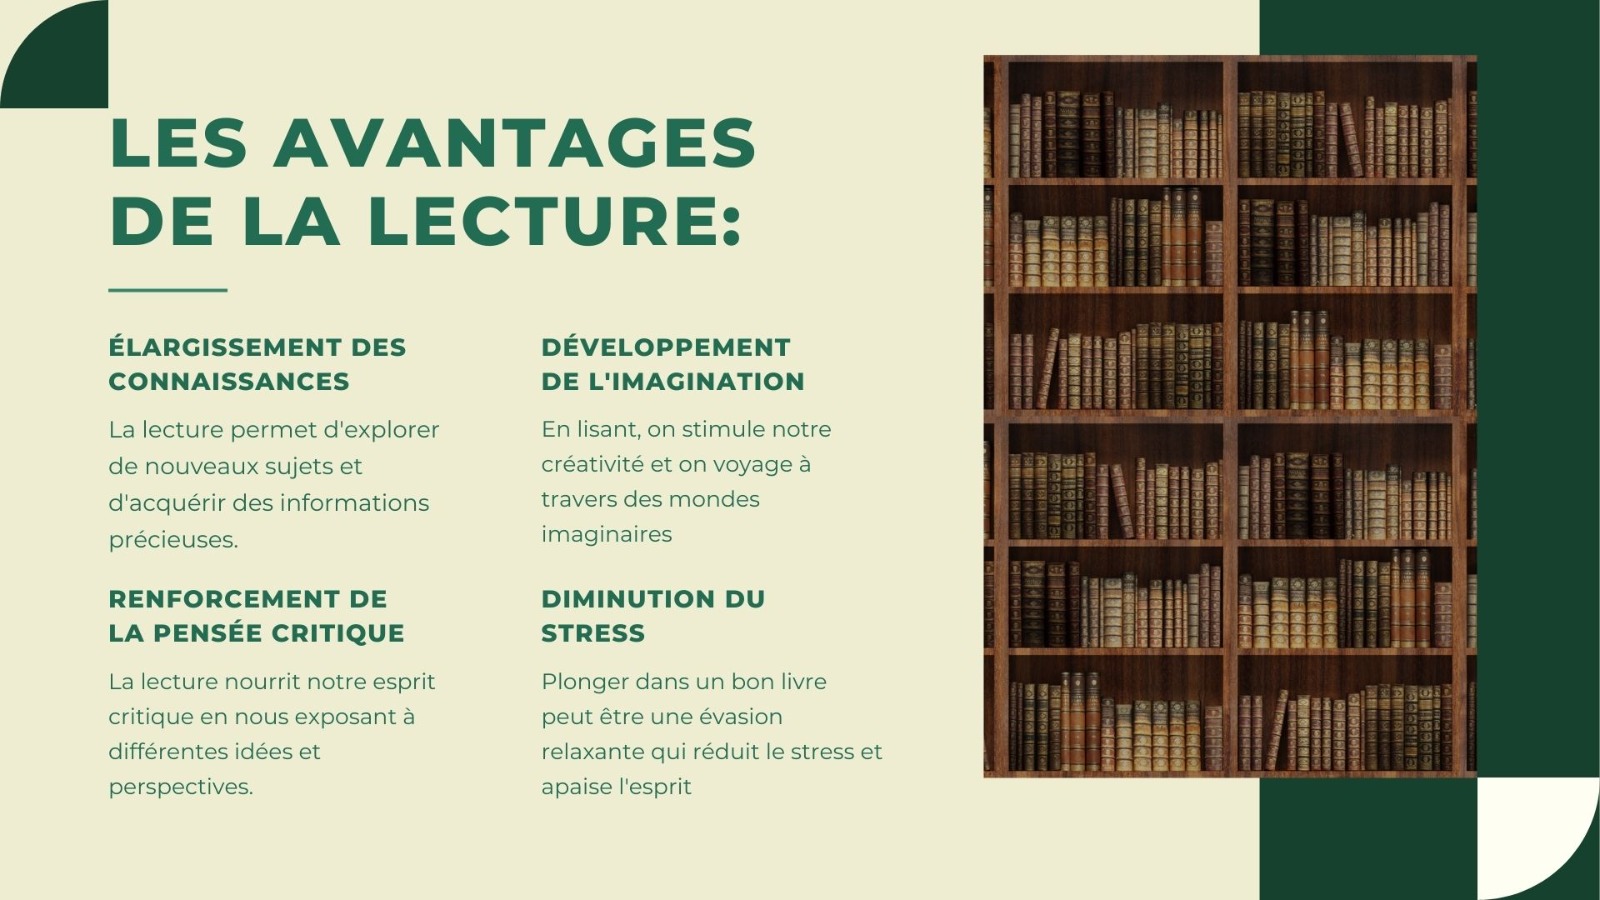 LES AVANTAGES
DE LA LECTURE:
ÉLARGISSEMENT DES
CONNAISSANCES
La lecture permet d'explorer
de nouveaux sujets et
d'acquérir des informations
précieuses.
DÉVELOPPEMENT
DE L'IMAGINATION
En lisant, on stimule notre
créativité et on voyage à
travers des mondes
imaginaires
RENFORCEMENT DE
LA PENSÉE CRITIQUE
La lecture nourrit notre esprit
critique en nous exposant à
différentes idées et
perspectives.
DIMINUTION DU
STRESS
Plonger dans un bon livre
peut être une évasion
relaxante qui réduit le stress et
apaise l'esprit